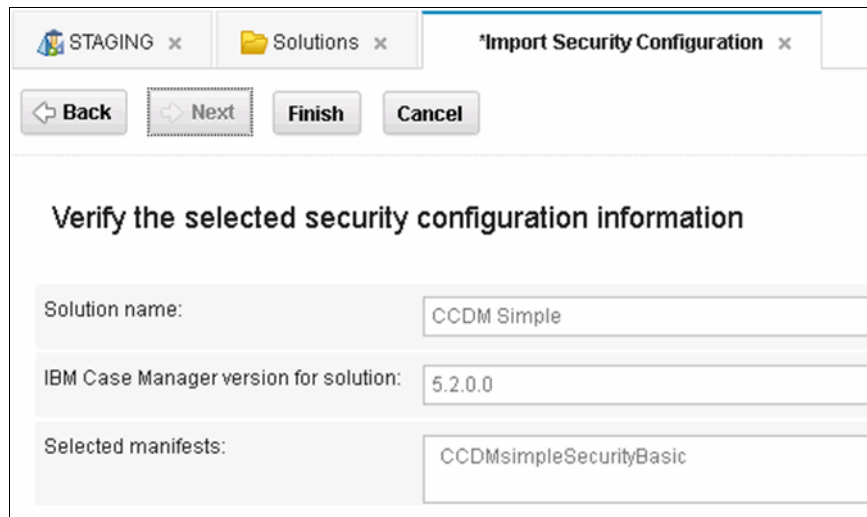 STAGING × Solutions × *Import Security Configuration ×
Back Next Finish Cancel
Verify the selected security configuration information
Solution name: CCDM Simple
IBM Case Manager version for solution: 5.2.0.0
Selected manifests: CCDMsimpleSecurityBasic